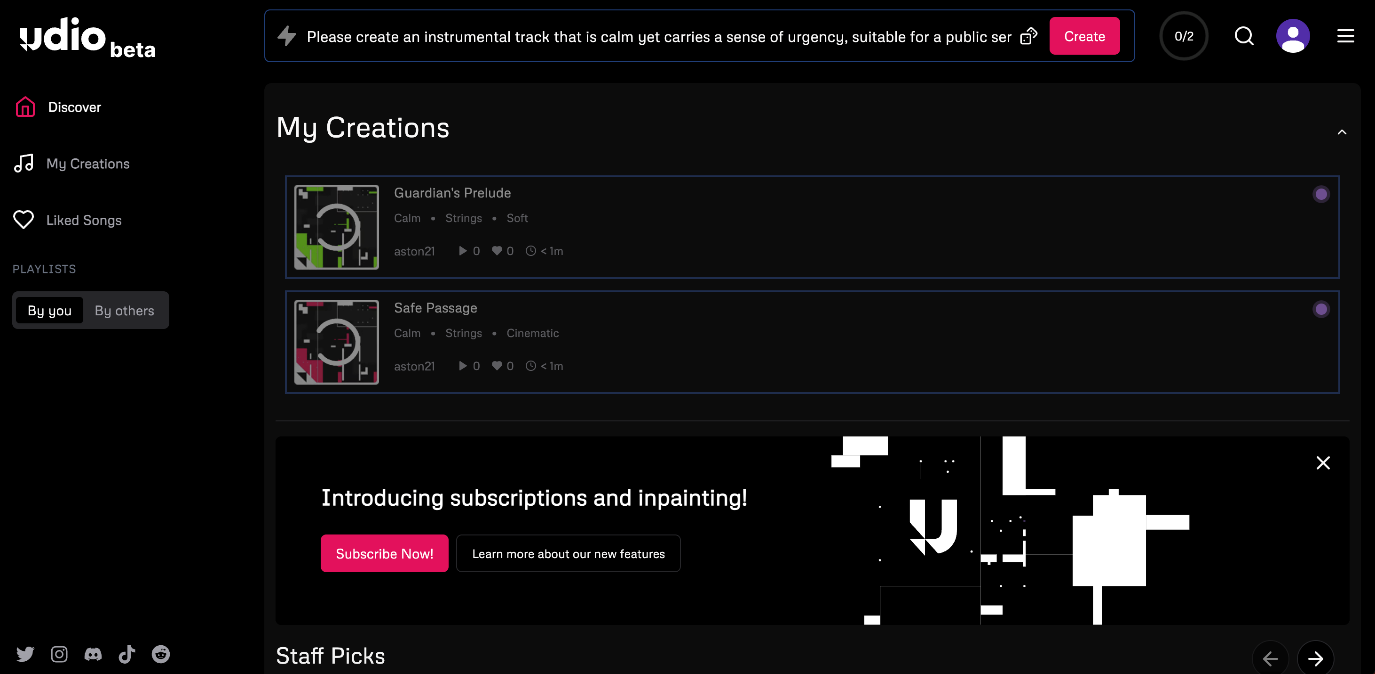 udio beta
Please create an instrumental track that is calm yet carries a sense of urgency, suitable for a public ser
Create
0/2
Discover
My Creations
Liked Songs
PLAYLISTS
By you
By others
My Creations
Guardian's Prelude
Calm • Strings • Soft
aston21 0 0 < 1m
Safe Passage
Calm • Strings • Cinematic
aston21 0 0 < 1m
Introducing subscriptions and inpainting!
Subscribe Now!
Learn more about our new features
Staff Picks